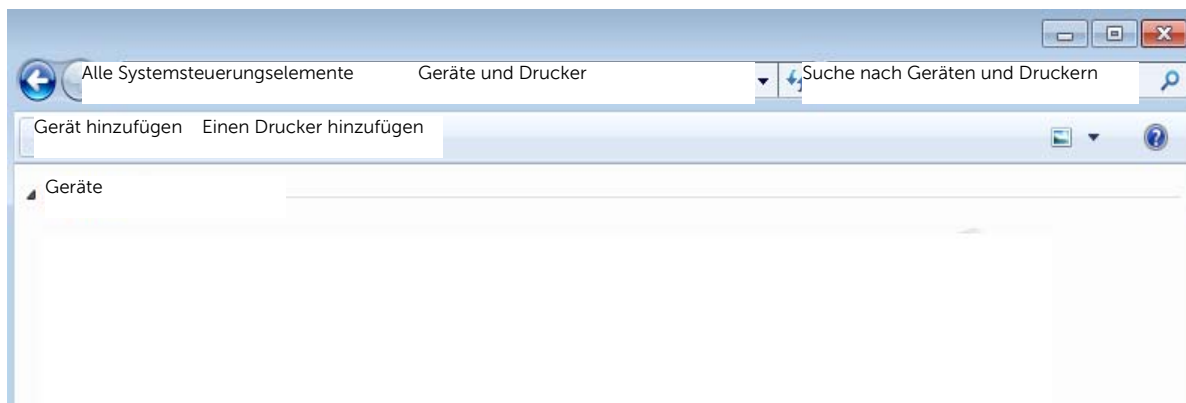 Alle Systemsteuerungselemente Geräte und Drucker Suche nach Geräten und Druckern
Gerät hinzufügen Einen Drucker hinzufügen
Geräte